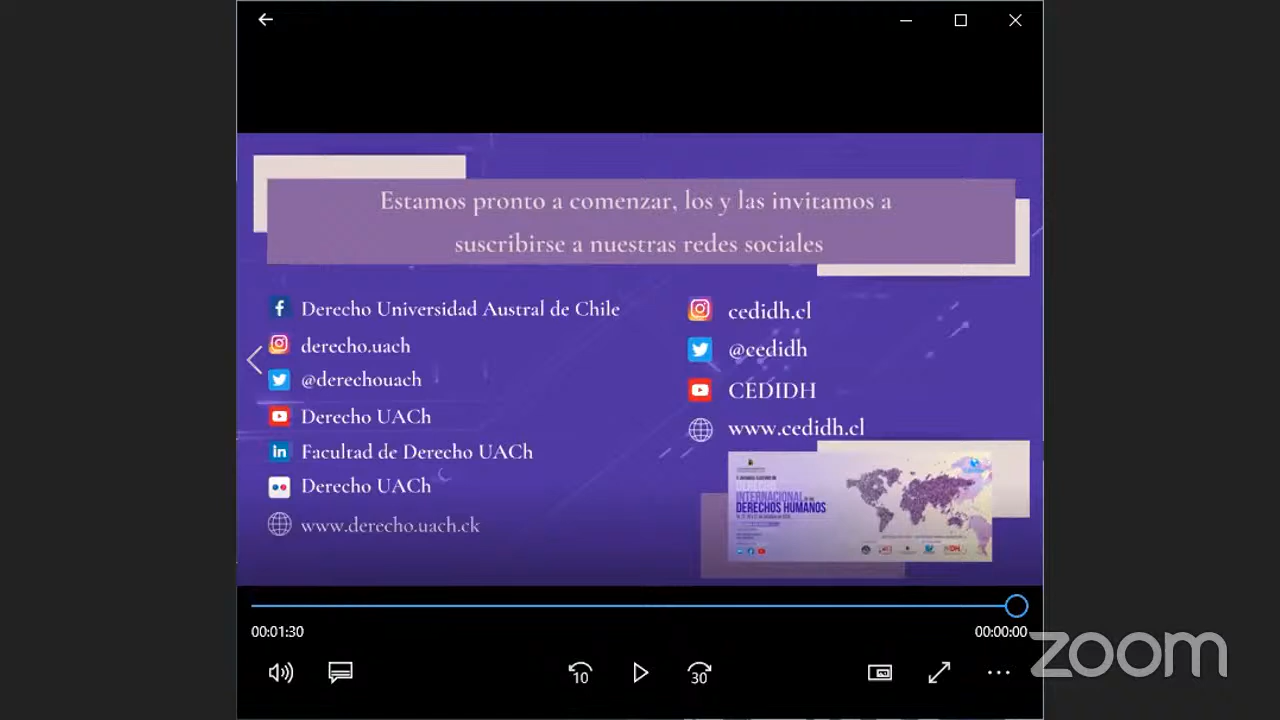 Estamos pronto a comenzar, los y las invitamos a
suscribirse a nuestras redes sociales
Derecho Universidad Austral de Chile
derecho.uach
@derechouach
Derecho UACh
Facultad de Derecho UACh
Derecho UACh
www.derecho.uach.ck
cedidh.cl
@cedidh
CEDIDH
www.cedidh.cl
DERECHO
INTERNACIONAL
DERECHOS HUMANOS
00:01:30
00:00:00
10
30
zoom